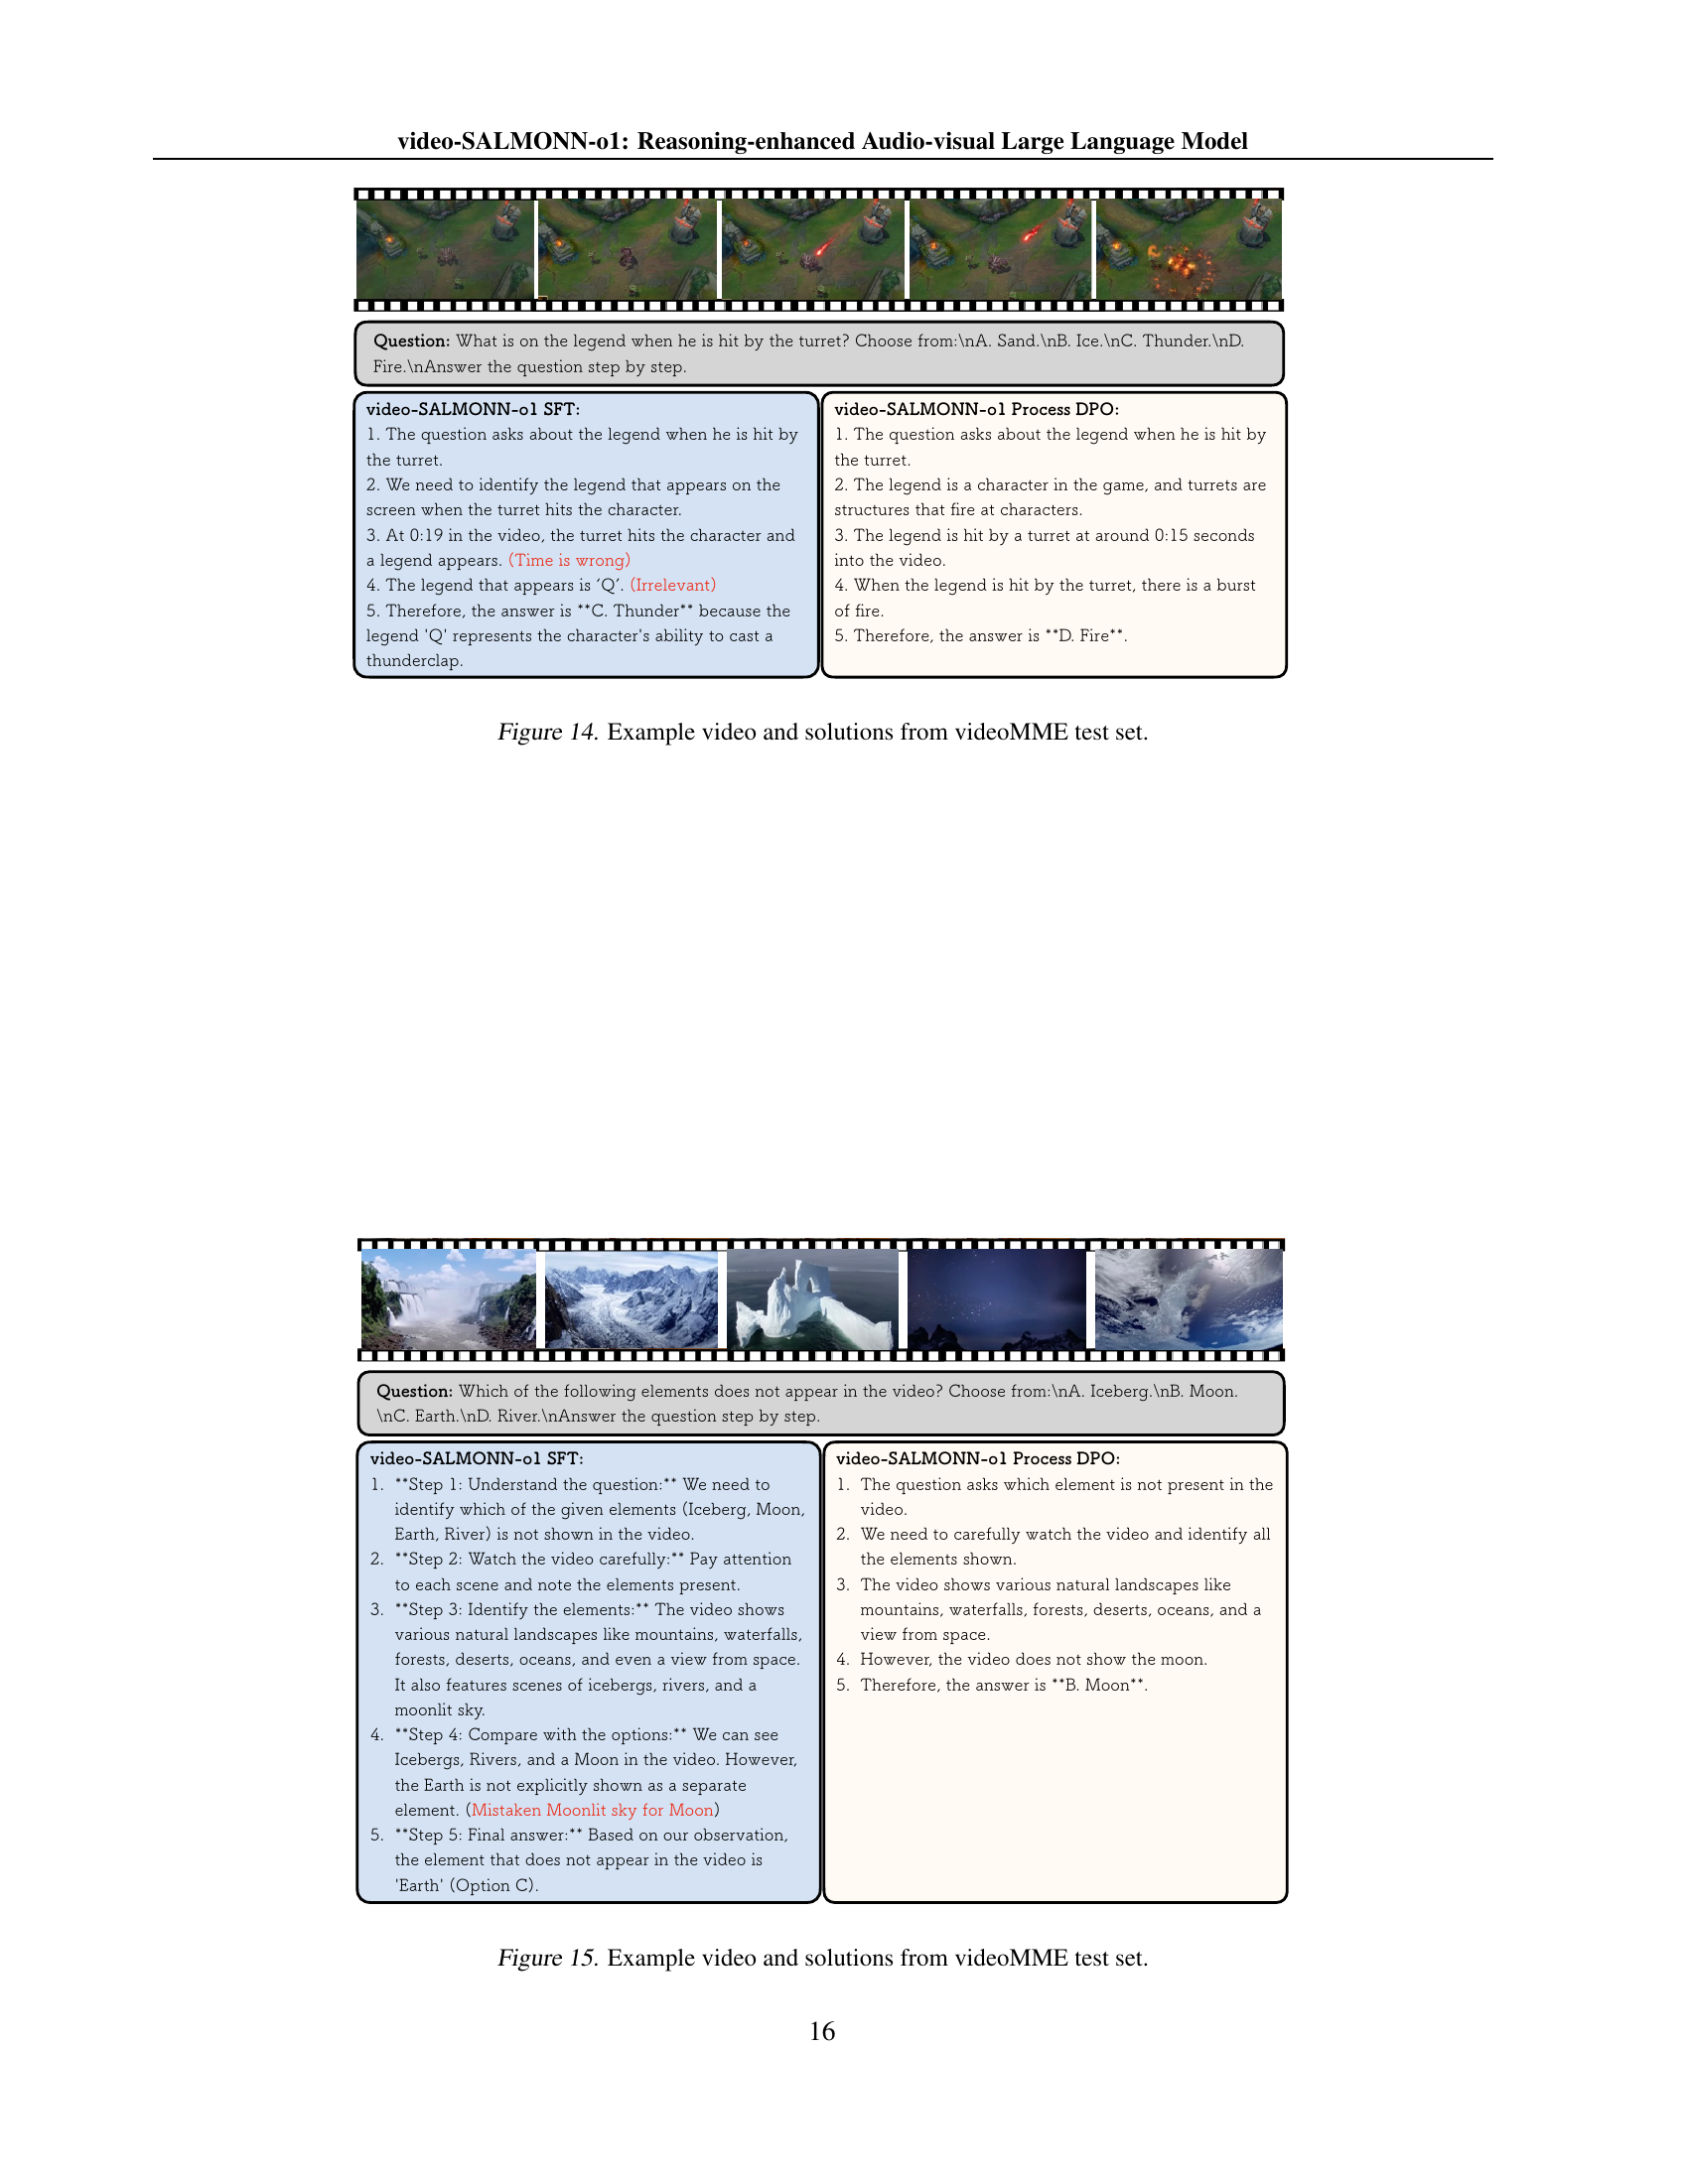 video-SALMONN-o1: Reasoning-enhanced Audio-visual Large Language Model
Question: What is on the legend when he is hit by the turret? Choose from:\nA. Sand.\nB. Ice.\nC. Thunder.\nD.
Fire.\nAnswer the question step by step.
video-SALMONN-o1 SFT:
1. The question asks about the legend when he is hit by
the turret.
2. We need to identify the legend that appears on the
screen when the turret hits the character.
3. At 0:19 in the video, the turret hits the character and
a legend appears. (Time is wrong)
4. The legend that appears is ‘Q’. (Irrelevant)
5. Therefore, the answer is **C. Thunder** because the
legend 'Q' represents the character's ability to cast a
thunderclap.
video-SALMONN-o1 Process DPO:
1. The question asks about the legend when he is hit by
the turret.
2. The legend is a character in the game, and turrets are
structures that fire at characters.
3. The legend is hit by a turret at around 0:15 seconds
into the video.
4. When the legend is hit by the turret, there is a burst
of fire.
5. Therefore, the answer is **D. Fire**.
Figure 14. Example video and solutions from videoMME test set.
Question: Which of the following elements does not appear in the video? Choose from:\nA. Iceberg.\nB. Moon.
\nC. Earth.\nD. River.\nAnswer the question step by step.
video-SALMONN-o1 SFT:
1. **Step 1: Understand the question:** We need to
identify which of the given elements (Iceberg, Moon,
Earth, River) is not shown in the video.
2. **Step 2: Watch the video carefully:** Pay attention
to each scene and note the elements present.
3. **Step 3: Identify the elements:** The video shows
various natural landscapes like mountains, waterfalls,
forests, deserts, oceans, and even a view from space.
It also features scenes of icebergs, rivers, and a
moonlit sky.
4. **Step 4: Compare with the options:** We can see
Icebergs, Rivers, and a Moon in the video. However,
the Earth is not explicitly shown as a separate
element. (Mistaken Moonlit sky for Moon)
5. **Step 5: Final answer:** Based on our observation,
the element that does not appear in the video is
'Earth' (Option C).
video-SALMONN-o1 Process DPO:
1. The question asks which element is not present in the
video.
2. We need to carefully watch the video and identify all
the elements shown.
3. The video shows various natural landscapes like
mountains, waterfalls, forests, deserts, oceans, and a
view from space.
4. However, the video does not show the moon.
5. Therefore, the answer is **B. Moon**.
Figure 15. Example video and solutions from videoMME test set.
16